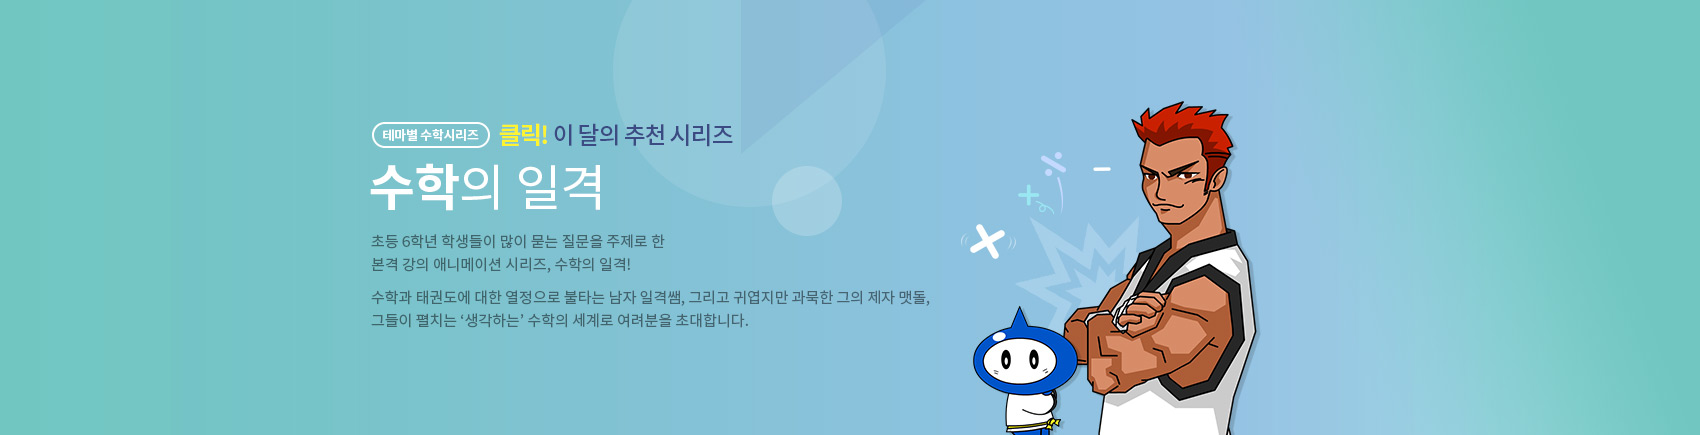 테마별 수학시리즈 클릭! 이 달의 추천 시리즈
수학의 일격
초등 6학년 학생들이 많이 묻는 질문을 주제로 한
본격 강의 애니메이션 시리즈, 수학의 일격!
수학과 태권도에 대한 열정으로 불타는 남자 일격쌤, 그리고 귀엽지만 과묵한 그의 제자 맷돌,
그들이 펼치는 ‘생각하는’ 수학의 세계로 여러분을 초대합니다.